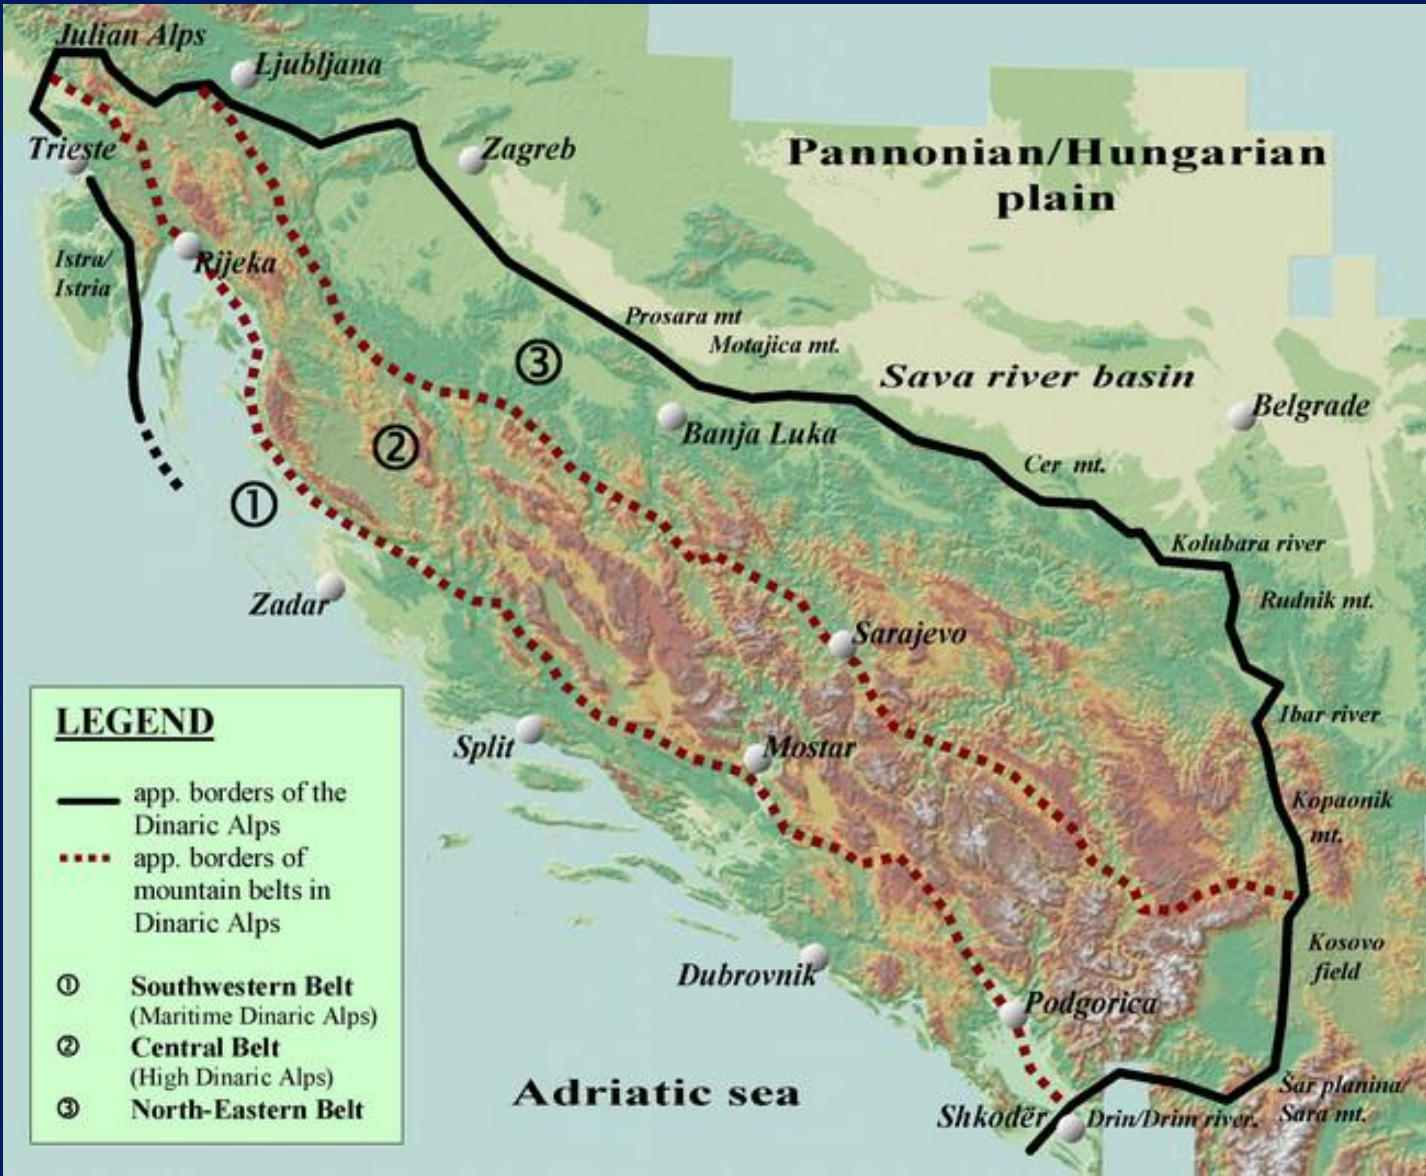 Julian Alps
Ljubljana
Trieste
Zagreb
Pannonian/Hungarian
plain
Istra/
Istria
Rijeka
Prosara mt
Motajica mt.
③
Sava river basin
Belgrade
②
Banja Luka
Cer mt.
①
Kolubara river
Zadar
Rudnik mt.
Sarajevo
Ibar river
Split
Mostar
Kopaonik
mt.
Kosovo
field
Dubrovnik
Podgorica
Adriatic sea
Shkodër
Drin/Drim river.
Šar planina/
Sara mt.
LEGEND
app. borders of the
Dinaric Alps
app. borders of
mountain belts in
Dinaric Alps
① Southwestern Belt
(Maritime Dinaric Alps)
② Central Belt
(High Dinaric Alps)
③ North-Eastern Belt